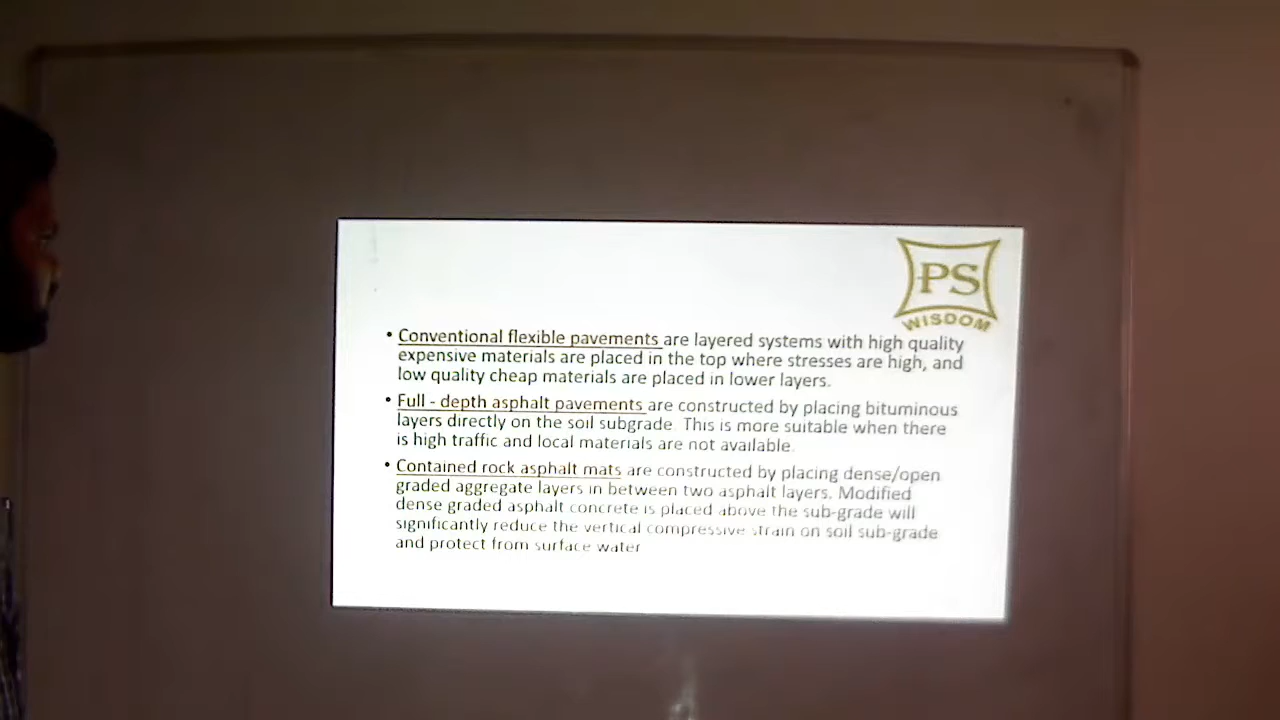 PS
WISDOM
• Conventional flexible pavements are layered systems with high quality
expensive materials are placed in the top where stresses are high, and
low quality cheap materials are placed in lower layers.
• Full - depth asphalt pavements are constructed by placing bituminous
layers directly on the soil subgrade. This is more suitable when there
is high traffic and local materials are not available.
• Contained rock asphalt mats are constructed by placing dense/open
graded aggregate layers in between two asphalt layers. Modified
dense graded asphalt concrete is placed above the sub-grade will
significantly reduce the vertical compressive strain on soil sub-grade
and protect from surface water